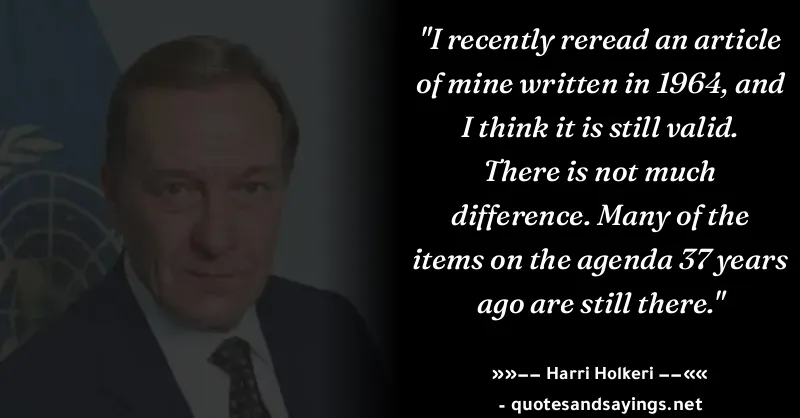 "I recently reread an article
of mine written in 1964, and
I think it is still valid.
There is not much
difference. Many of the
items on the agenda 37 years
ago are still there."
»»−− Harri Holkeri −−««
- quotesandsayings.net